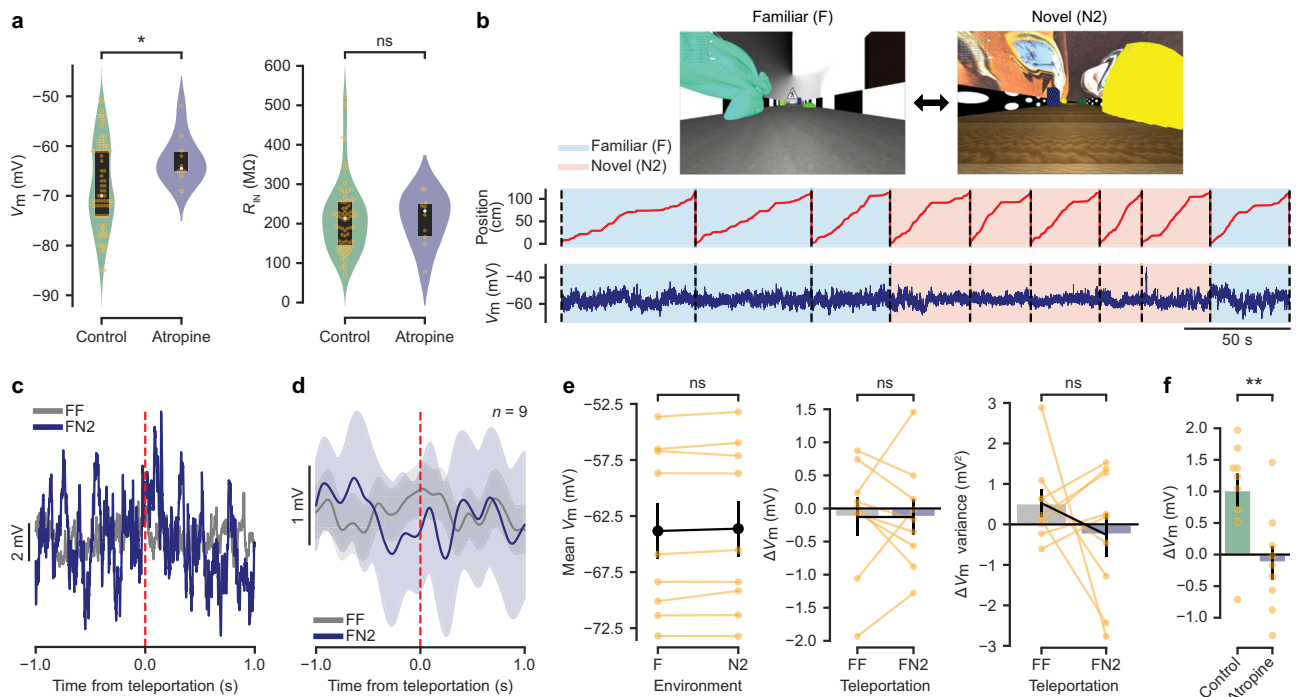 a
*
Vm (mV)
−50
−60
−70
−80
−90
Control
Atropine
ns
RIN (MΩ)
600
500
400
300
200
100
0
Control
Atropine
b
Familiar (F)
Novel (N2)
Familiar (F)
Novel (N2)
Position
(cm)
100
50
0
Vm (mV)
−40
−60
50 s
c
FF
FN2
2 mV
−1.0
0.0
1.0
Time from teleportation (s)
d
n = 9
1 mV
FF
FN2
−1.0
0.0
1.0
Time from teleportation (s)
e
ns
Mean Vm (mV)
−52.5
−57.5
−62.5
−67.5
−72.5
F
N2
Environment
ns
ΔVm (mV)
1.5
1.0
0.5
0.0
−0.5
−1.0
−1.5
−2.0
FF
FN2
Teleportation
ns
ΔVm variance (mV²)
3
2
1
0
−1
−2
−3
FF
FN2
Teleportation
f
**
ΔVm (mV)
2.0
1.5
1.0
0.5
0.0
−0.5
−1.0
Control
Atropine